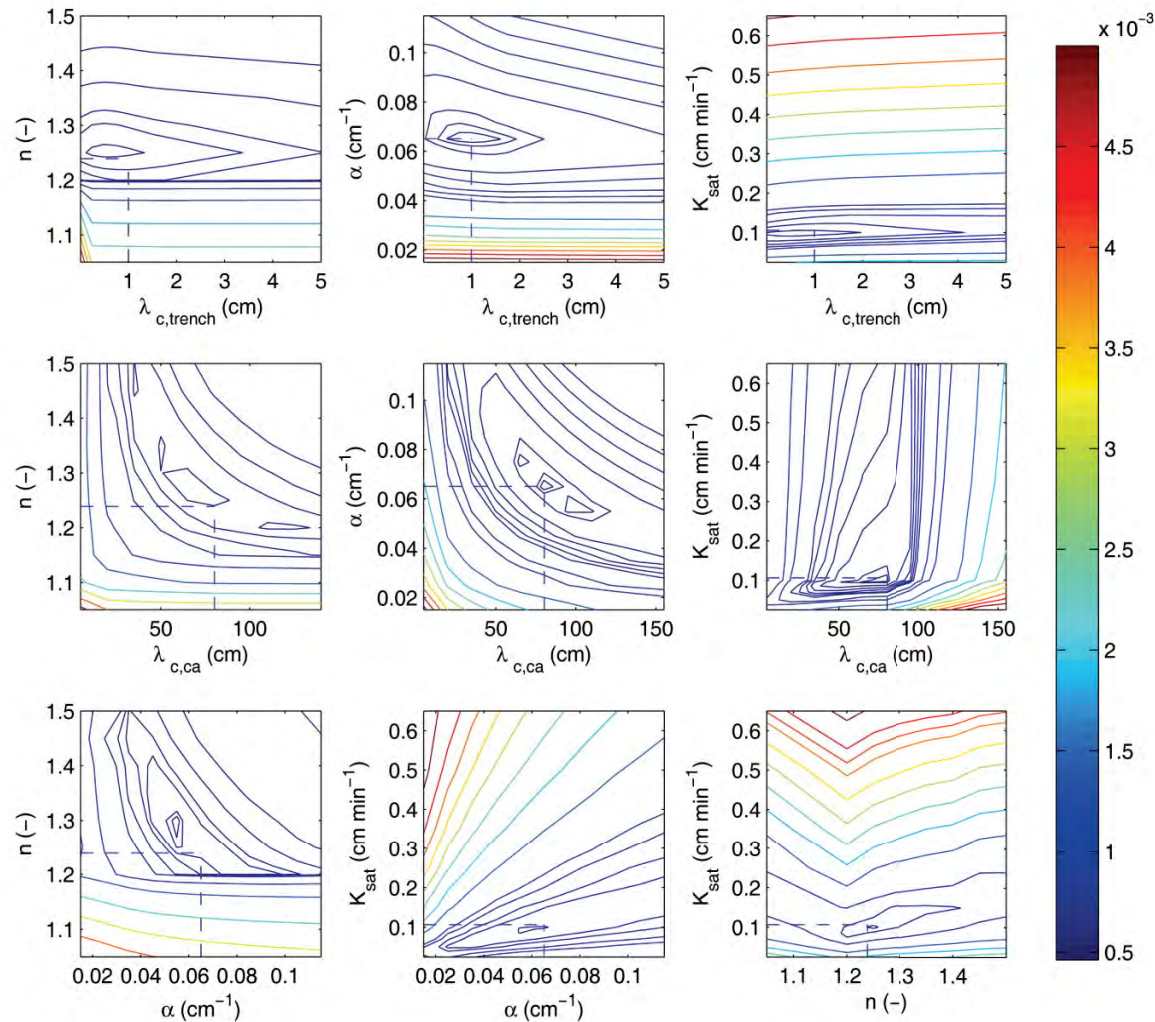 x 10⁻³
1.5
1.4
1.3
1.2
1.1
n (−)
1 2 3 4 5
λ c,trench (cm)
0.1
0.08
0.06
0.04
0.02
α (cm⁻¹)
1 2 3 4 5
λ c,trench (cm)
0.6
0.5
0.4
0.3
0.2
0.1
K sat (cm min⁻¹)
1 2 3 4 5
λ c,trench (cm)
1.5
1.4
1.3
1.2
1.1
n (−)
50 100
λ c,ca (cm)
0.1
0.08
0.06
0.04
0.02
α (cm⁻¹)
50 100 150
λ c,ca (cm)
0.6
0.5
0.4
0.3
0.2
0.1
K sat (cm min⁻¹)
50 100 150
λ c,ca (cm)
1.5
1.4
1.3
1.2
1.1
n (−)
0.02 0.04 0.06 0.08 0.1
α (cm⁻¹)
0.6
0.5
0.4
0.3
0.2
0.1
K sat (cm min⁻¹)
0.02 0.04 0.06 0.08 0.1
α (cm⁻¹)
0.6
0.5
0.4
0.3
0.2
0.1
K sat (cm min⁻¹)
1.1 1.2 1.3 1.4
n (−)
4.5
4
3.5
3
2.5
2
1.5
1
0.5